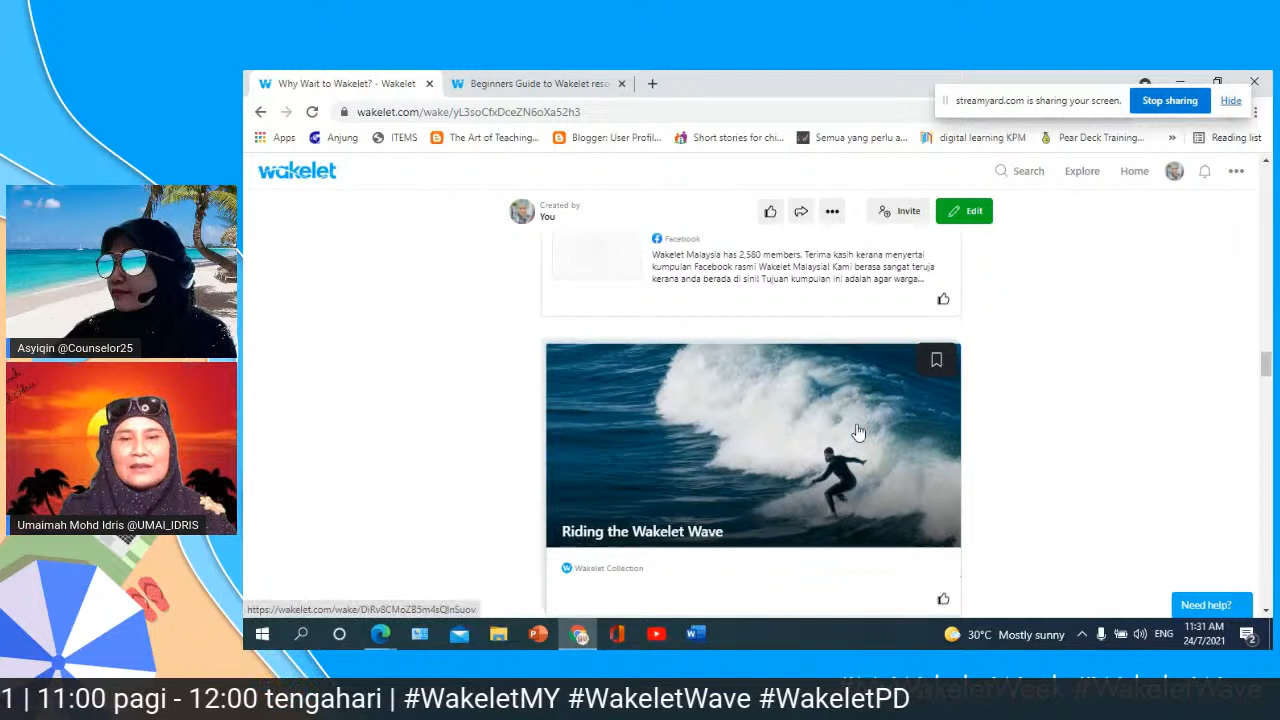 Why Wait to Wakelet? - Wakelet
Beginners Guide to Wakelet reso
streamyard.com is sharing your screen.
Stop sharing
Hide
wakelet.com/wake/yL3soCfxDceZN6oXa52h3
Apps
Anjung
ITEMS
The Art of Teaching...
Blogger: User Profil...
Short stories for chi...
Semua yang perlu a...
digital learning KPM
Pear Deck Training...
»
Reading list
wakelet
Search
Explore
Home
Created by
You
Invite
Edit
Facebook
Wakelet Malaysia has 2,580 members. Terima kasih kerana menyertai
kumpulan Facebook rasmi Wakelet Malaysia! Kami berasa sangat teruja
kerana anda berada di sini! Tujuan kumpulan ini adalah agar warga...
Asyiqin @Counselor25
Umaimah Mohd Idris @UMAI_IDRIS
Riding the Wakelet Wave
Wakelet Collection
https://wakelet.com/wake/DiRv8CMoZB5m4sQInSuov
Need help?
30°C Mostly sunny
ENG
11:31 AM
24/7/2021
2
1 | 11:00 pagi - 12:00 tengahari | #WakeletMY #WakeletWave #WakeletPD
#WakeletWave